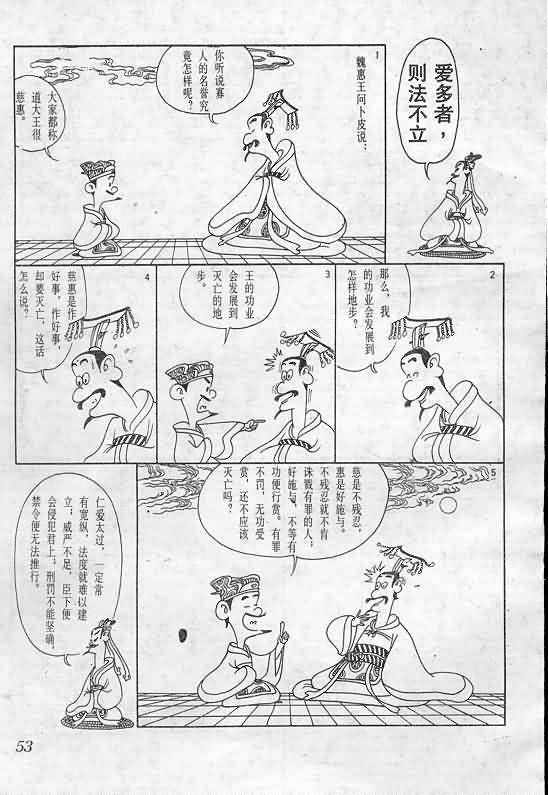 爱多者，
则法不立
1
魏惠王问卜皮说：
你听说寡
人的名誉究
竟怎样呢？
大家都称
道大王很
慈惠。
2
那么，我
的功业会发展到
怎样地步？
3
王的功业
会发展到
灭亡的地
步。
4
慈惠是作
好事，作好事，
却要灭亡，这话
怎么说？
5
慈是不残忍，
惠是好施与。
不残忍就不肯
诛戮有罪的人；
好施与，不等有
功便行赏。有罪
不罚，无功受
赏，还不应该
灭亡吗？
仁爱太过，一定常
有宽纵，法度就难以建
立；威严不足，臣下便
会侵犯君上，刑罚不能坚确，
禁令便无法推行。
53